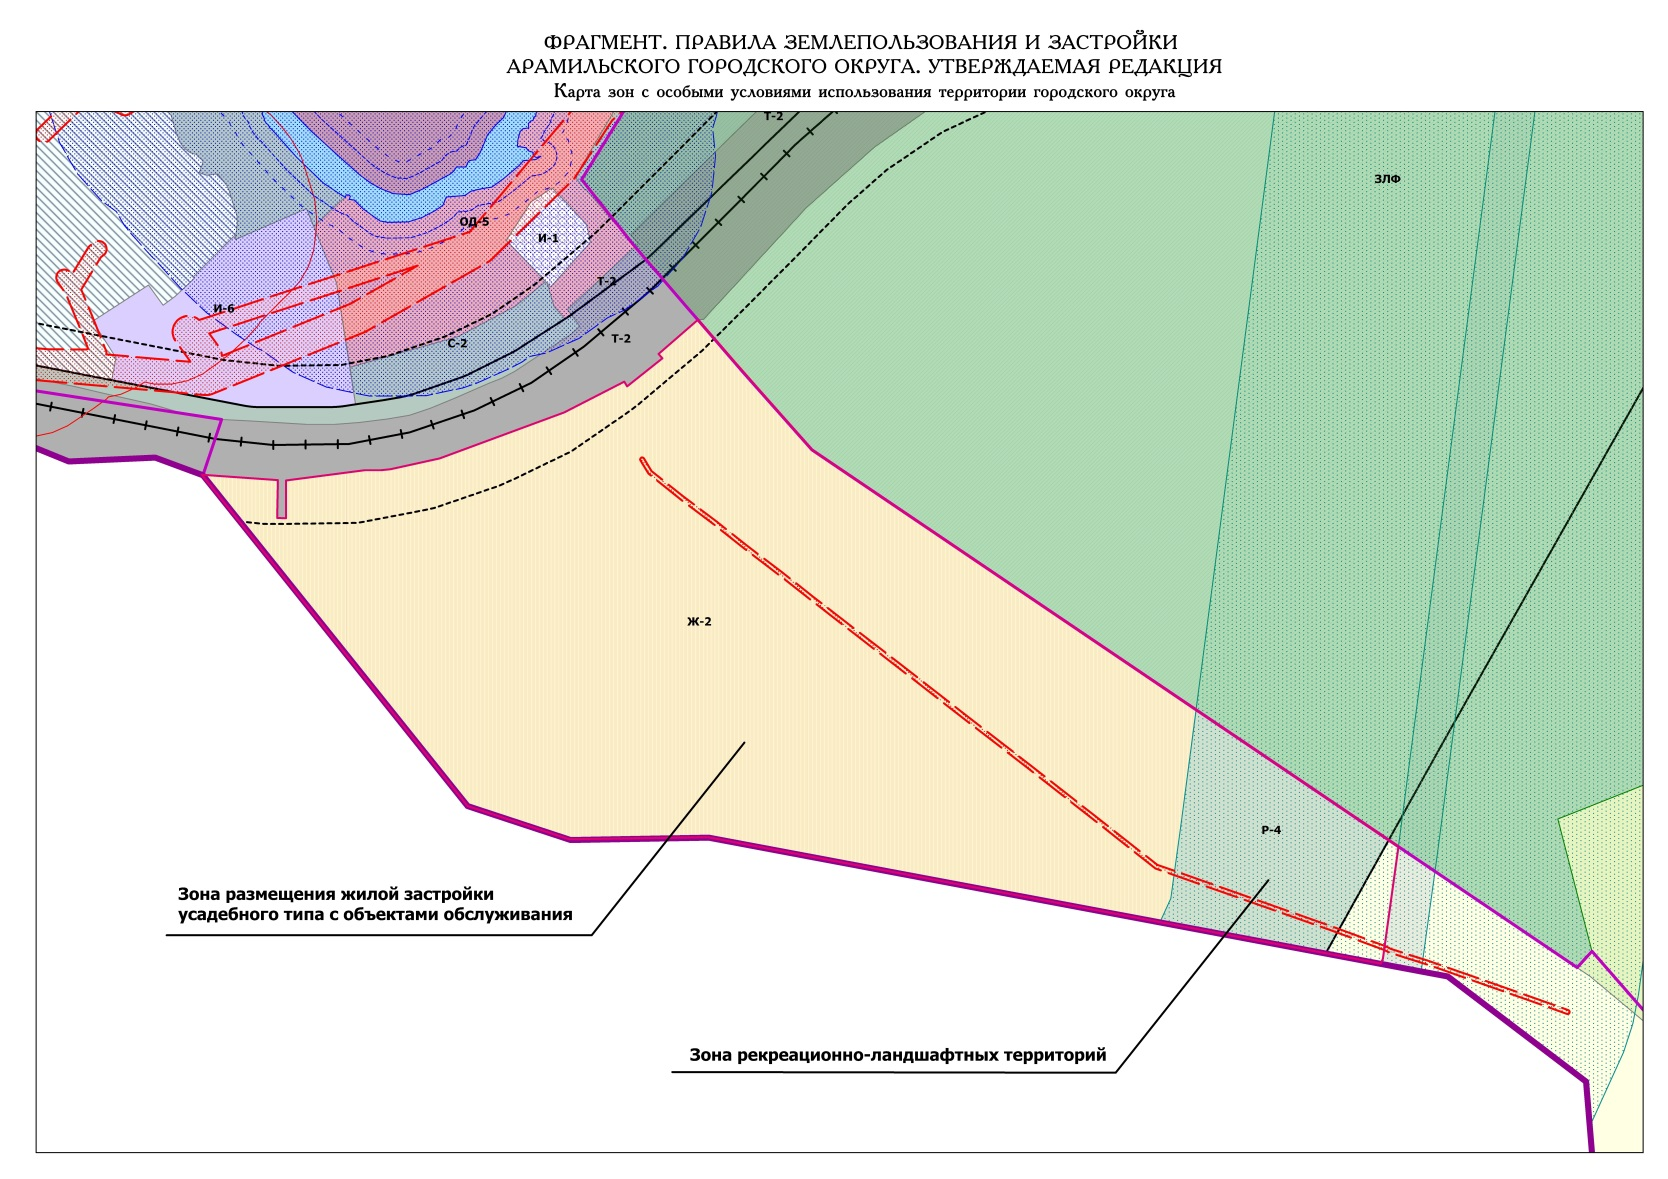 ФРАГМЕНТ. ПРАВИЛА ЗЕМЛЕПОЛЬЗОВАНИЯ И ЗАСТРОЙКИ
АРАМИЛЬСКОГО ГОРОДСКОГО ОКРУГА. УТВЕРЖДАЕМАЯ РЕДАКЦИЯ
Карта зон с особыми условиями использования территории городского округа
Т-2
ЗЛФ
ОД-5
И-1
Т-2
И-6
Т-2
С-2
Ж-2
Р-4
Зона размещения жилой застройки
усадебного типа с объектами обслуживания
Зона рекреационно-ландшафтных территорий